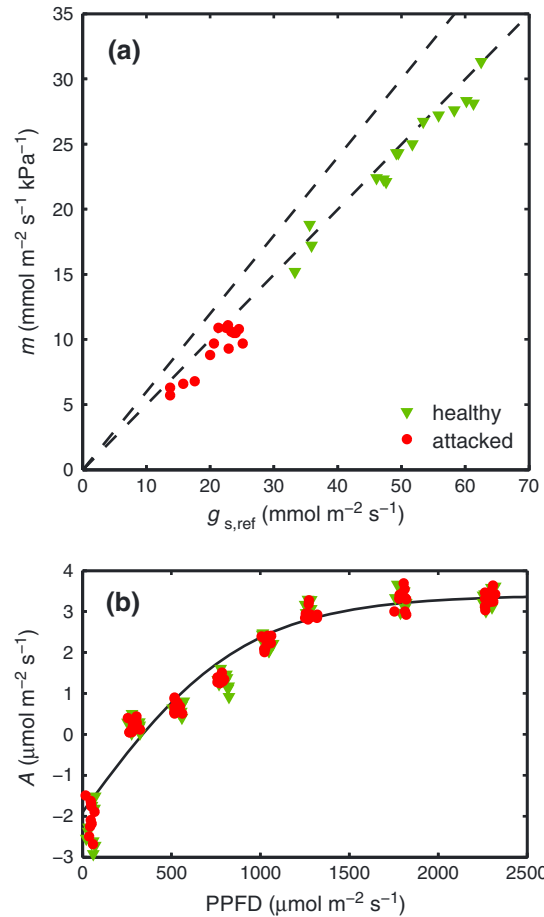 35
(a)
30
25
20
15
10
5
0
m (mmol m⁻² s⁻¹ kPa⁻¹)
healthy
attacked
0 10 20 30 40 50 60 70
g s,ref (mmol m⁻² s⁻¹)
4
(b)
3
2
1
0
−1
−2
−3
A (μmol m⁻² s⁻¹)
0 500 1000 1500 2000 2500
PPFD (μmol m⁻² s⁻¹)